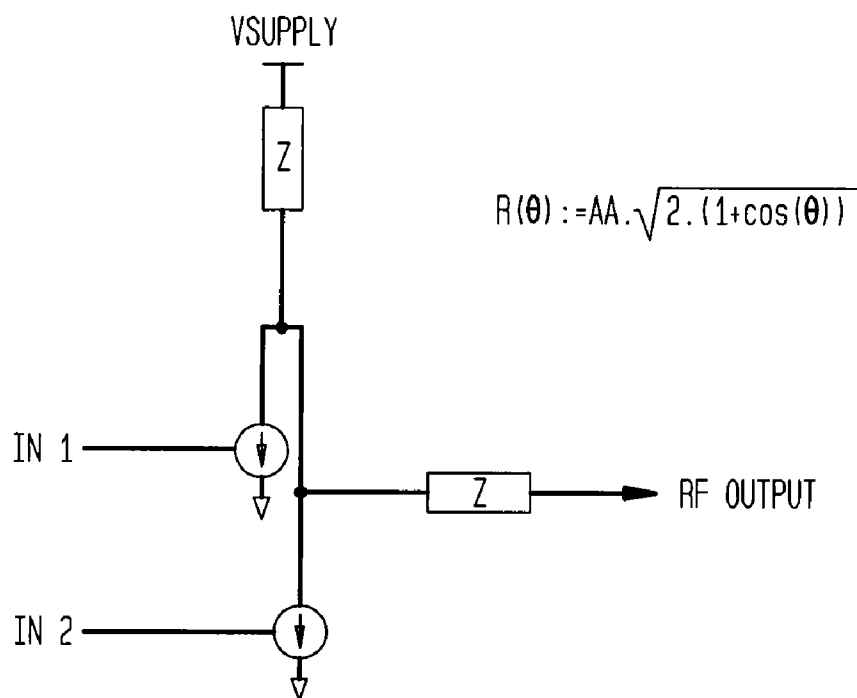 VSUPPLY
Z
R(θ):=AA.√2.(1+cos(θ))
IN 1
Z
RF OUTPUT
IN 2